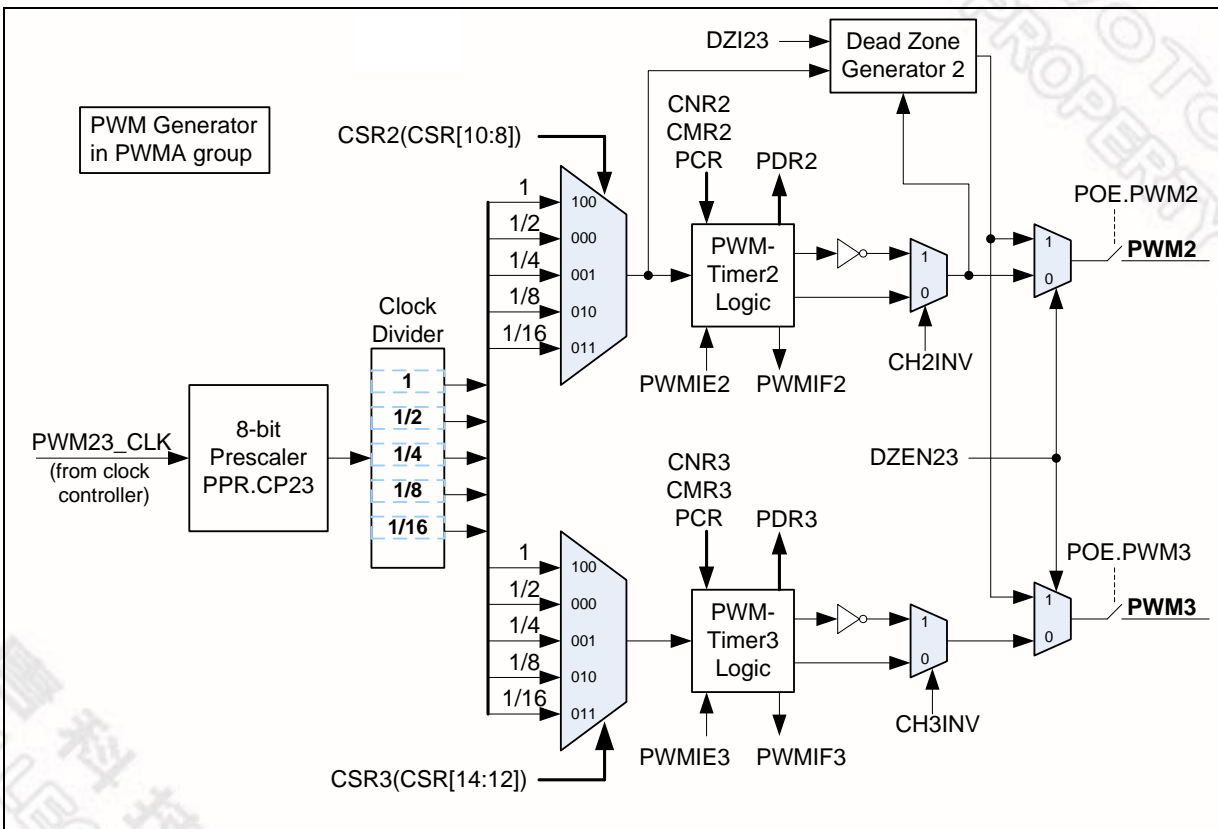 DZI23
Dead Zone
Generator 2
PWM Generator
in PWMA group
CSR2(CSR[10:8])
CNR2
CMR2
PCR
PDR2
1
1/2
1/4
1/8
1/16
100
000
001
010
011
PWM-
Timer2
Logic
1
0
1
0
POE.PWM2
PWM2
PWMIE2
PWMIF2
CH2INV
Clock
Divider
1
1/2
1/4
1/8
1/16
PWM23_CLK
(from clock
controller)
8-bit
Prescaler
PPR.CP23
DZEN23
CNR3
CMR3
PCR
PDR3
1
1/2
1/4
1/8
1/16
100
000
001
010
011
PWM-
Timer3
Logic
1
0
1
0
POE.PWM3
PWM3
PWMIE3
PWMIF3
CH3INV
CSR3(CSR[14:12])
PROPERTY